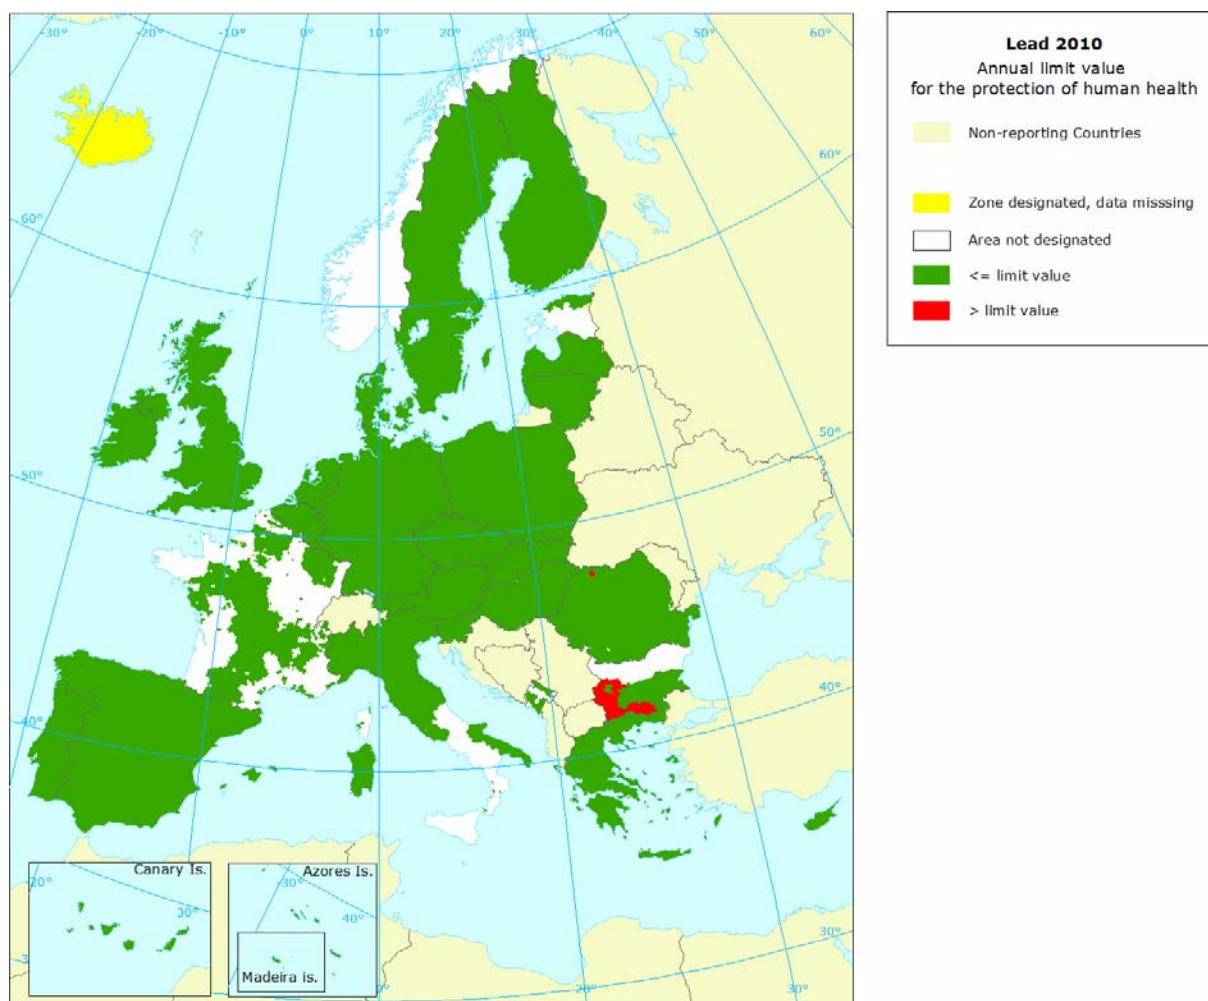 -30°
-20°
-10°
0°
10°
20°
30°
40°
50°
60°
60°
60°
50°
50°
40°
40°
30°
20°
30°
Canary Is.
-20°
30°
Azores Is.
-30°
40°
Madeira is.
Lead 2010
Annual limit value
for the protection of human health
Non-reporting Countries
Zone designated, data misssing
Area not designated
<= limit value
> limit value